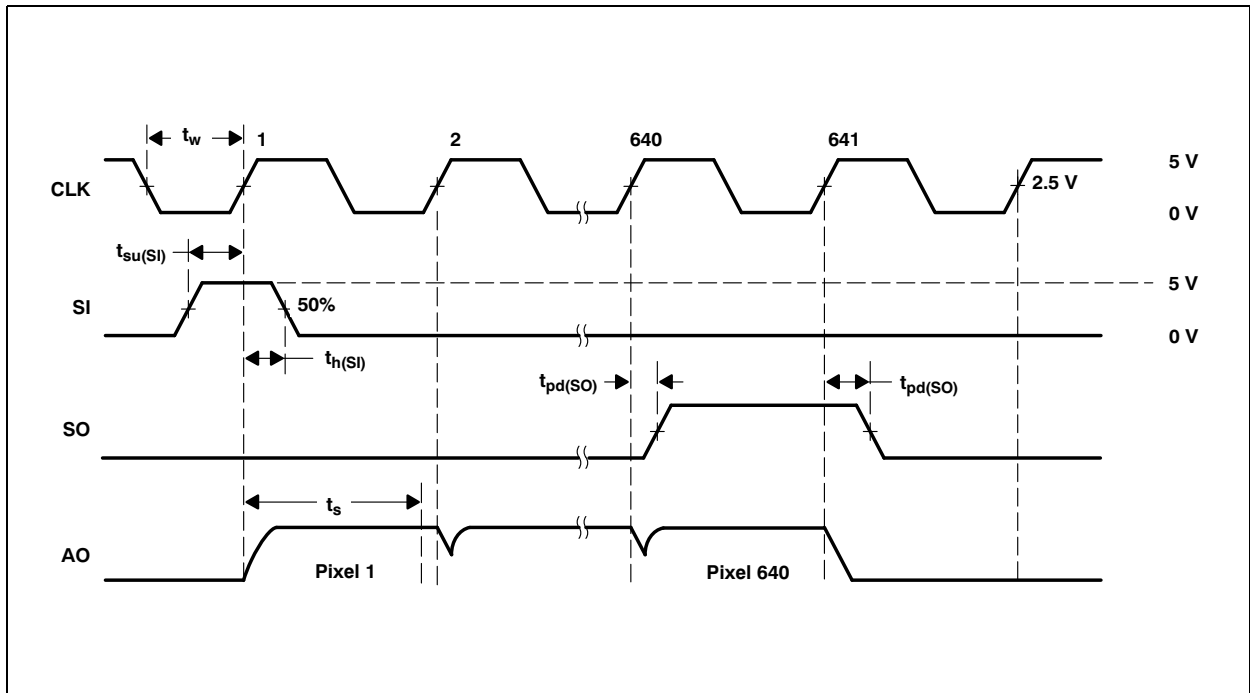 tw
1
2
640
641
5 V
CLK
2.5 V
0 V
tsu(SI)
5 V
SI
50%
0 V
th(SI)
tpd(SO)
tpd(SO)
SO
ts
AO
Pixel 1
Pixel 640